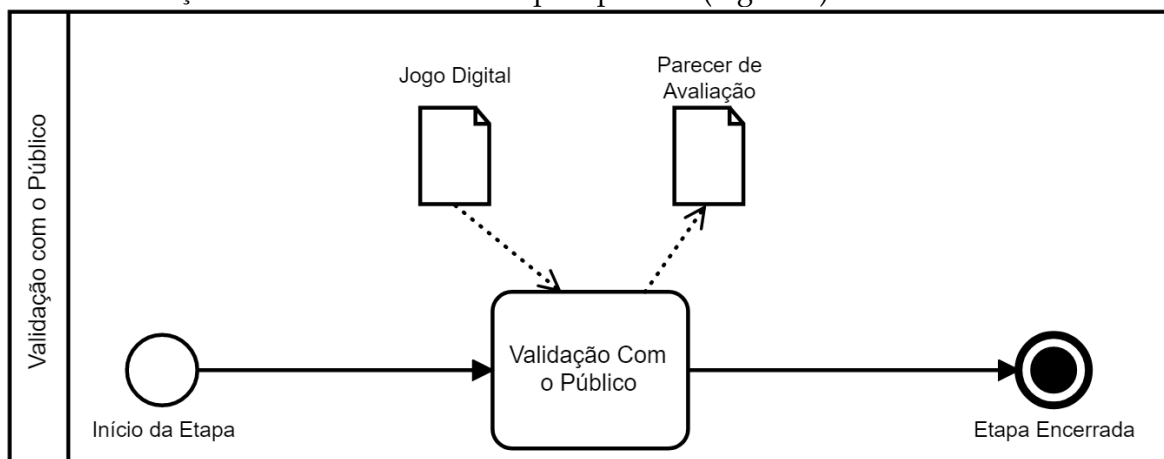 Jogo Digital
Parecer de
Avaliação
Validação com o Público
Validação Com
o Público
Início da Etapa
Etapa Encerrada